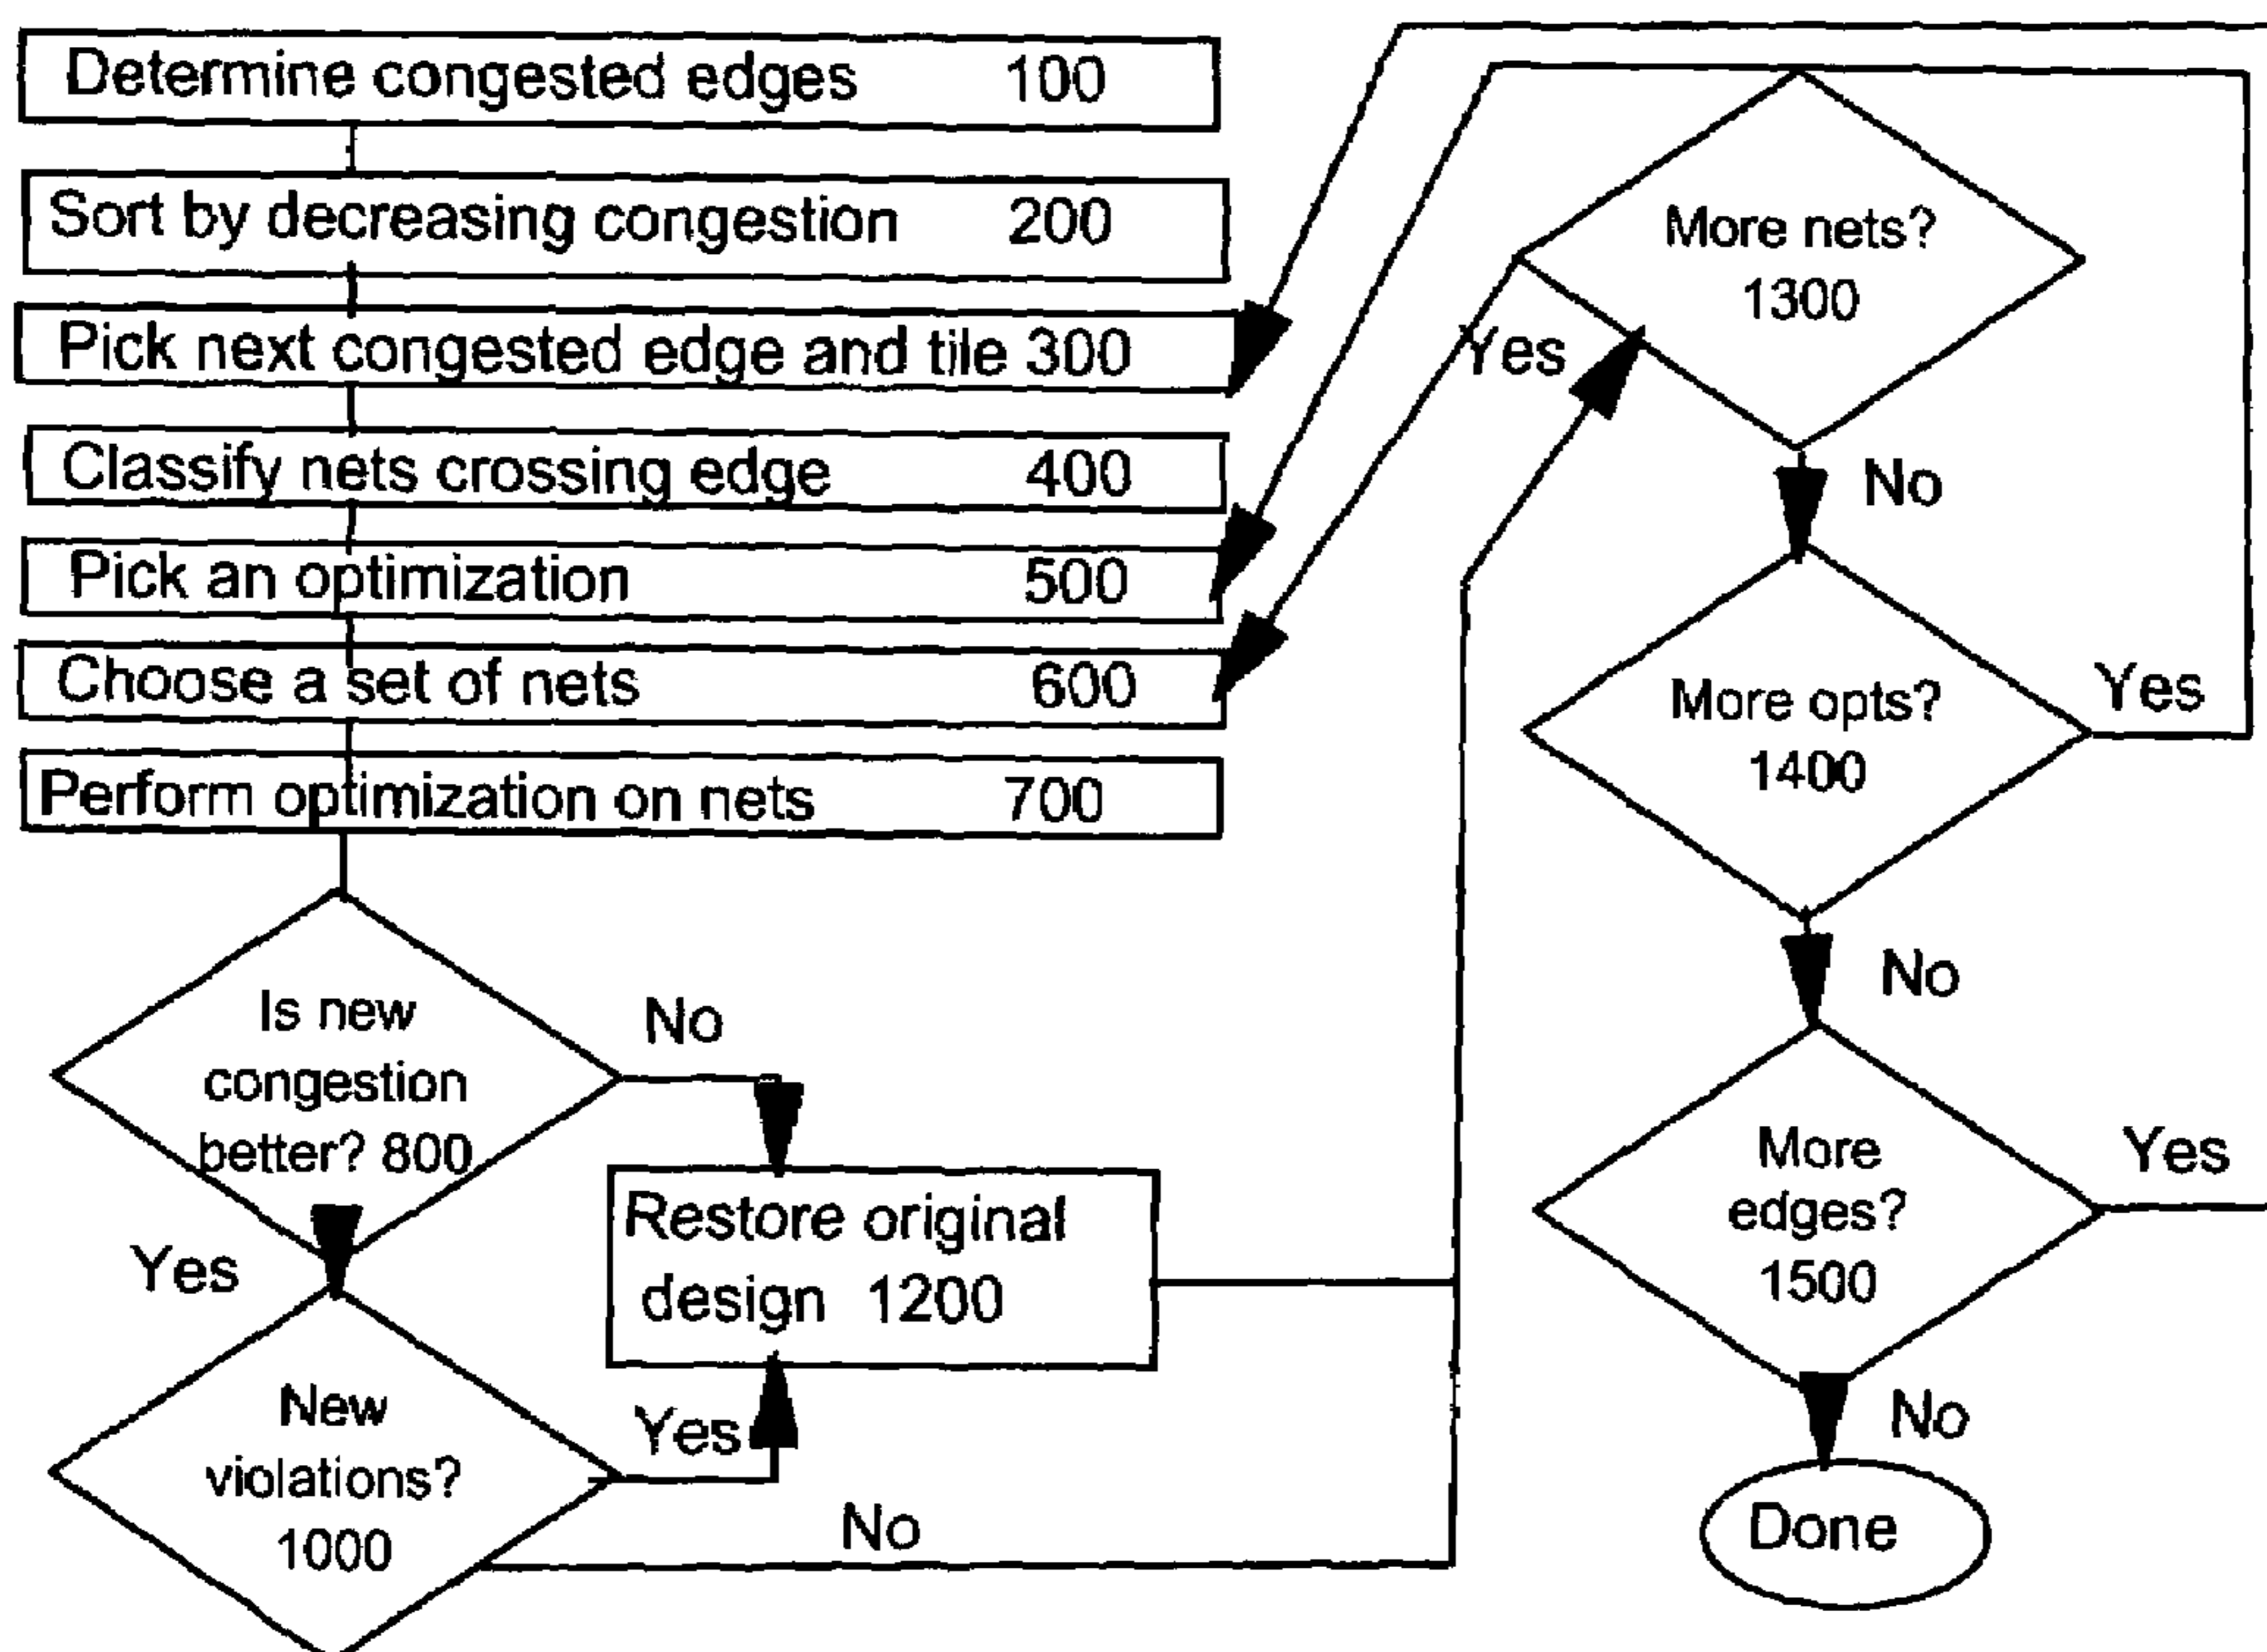 Determine congested edges 100
Sort by decreasing congestion 200
Pick next congested edge and tile 300
Classify nets crossing edge 400
Pick an optimization 500
Choose a set of nets 600
Perform optimization on nets 700
Is new
congestion
better? 800
No
Yes
Restore original
design 1200
New
violations?
1000
Yes
No
More nets?
1300
Yes
No
More opts?
1400
Yes
No
More
edges?
1500
Yes
No
Done